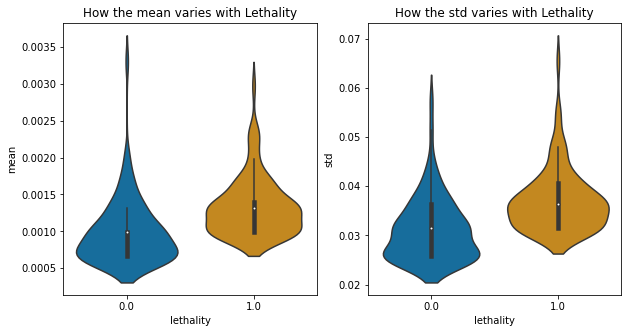 How the mean varies with Lethality
mean
0.0035
0.0030
0.0025
0.0020
0.0015
0.0010
0.0005
0.0
1.0
lethality
How the std varies with Lethality
std
0.07
0.06
0.05
0.04
0.03
0.02
0.0
1.0
lethality